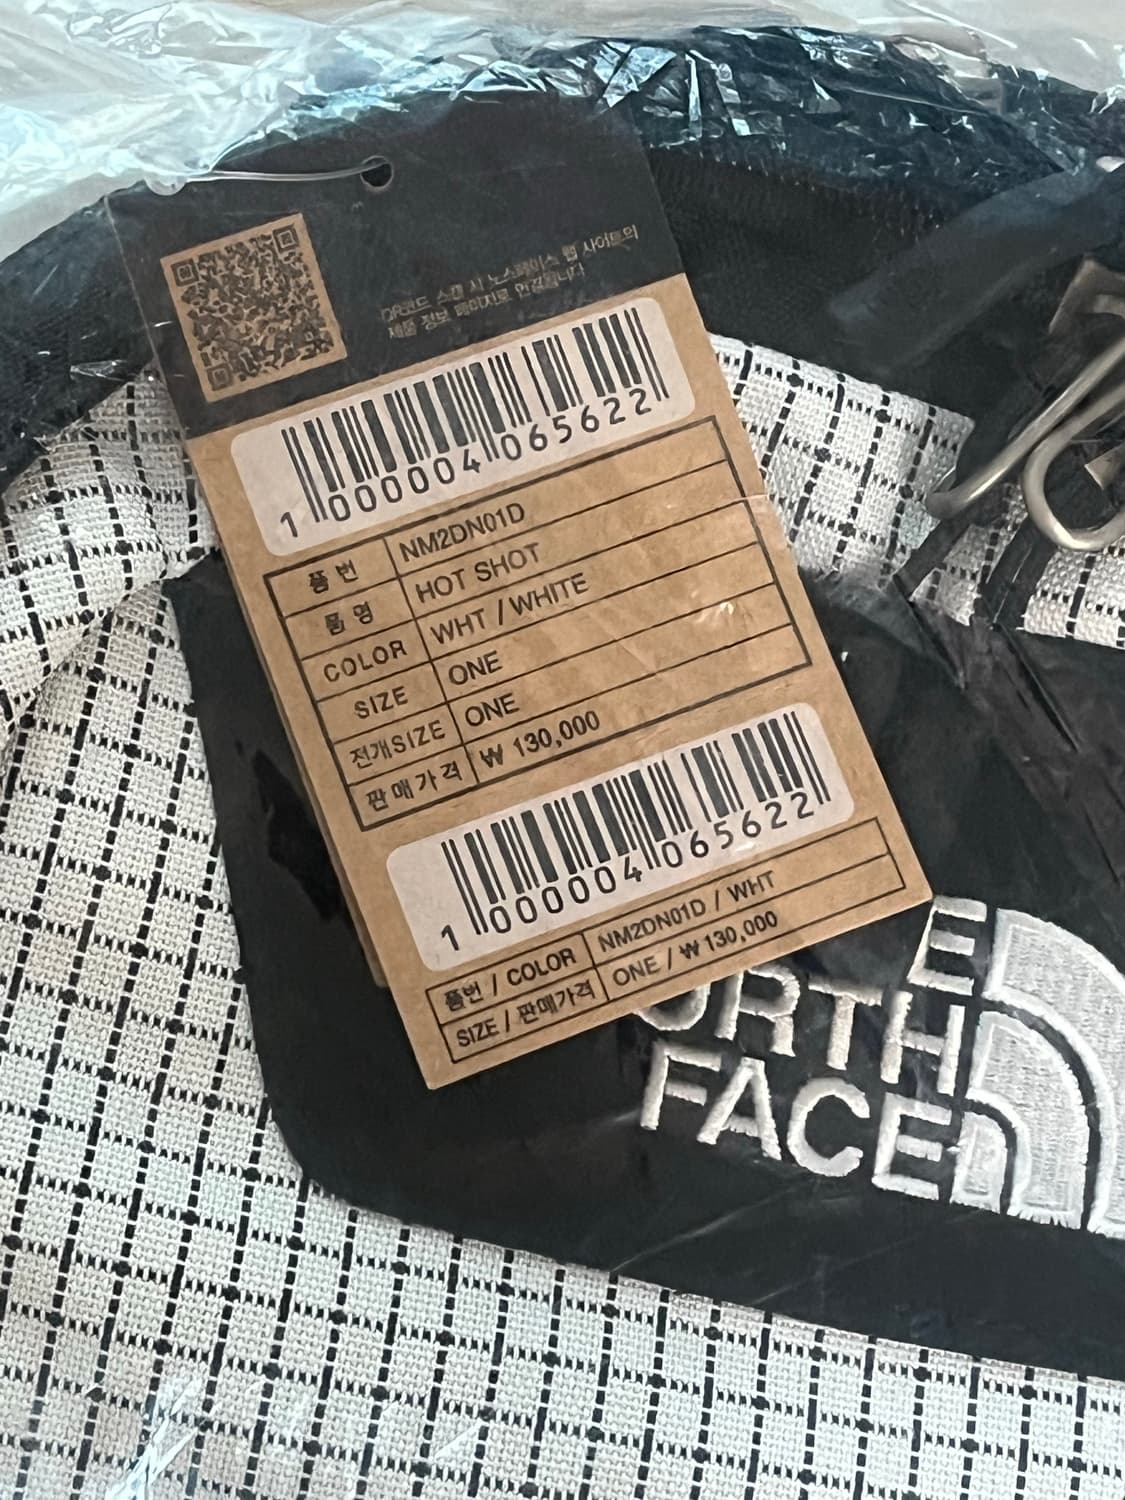 QR코드 스캔 시 노스페이스 웹 사이트의
제품 정보 페이지로 연결됩니다
1 000004 065622
품번 NM2DN01D
품명 HOT SHOT
COLOR WHT / WHITE
SIZE ONE
전개SIZE ONE
판매가격 ₩ 130,000
1 000004 065622
품번 / COLOR NM2DN01D / WHT
SIZE / 판매가격 ONE / ₩ 130,000
E
ORTH
FACE